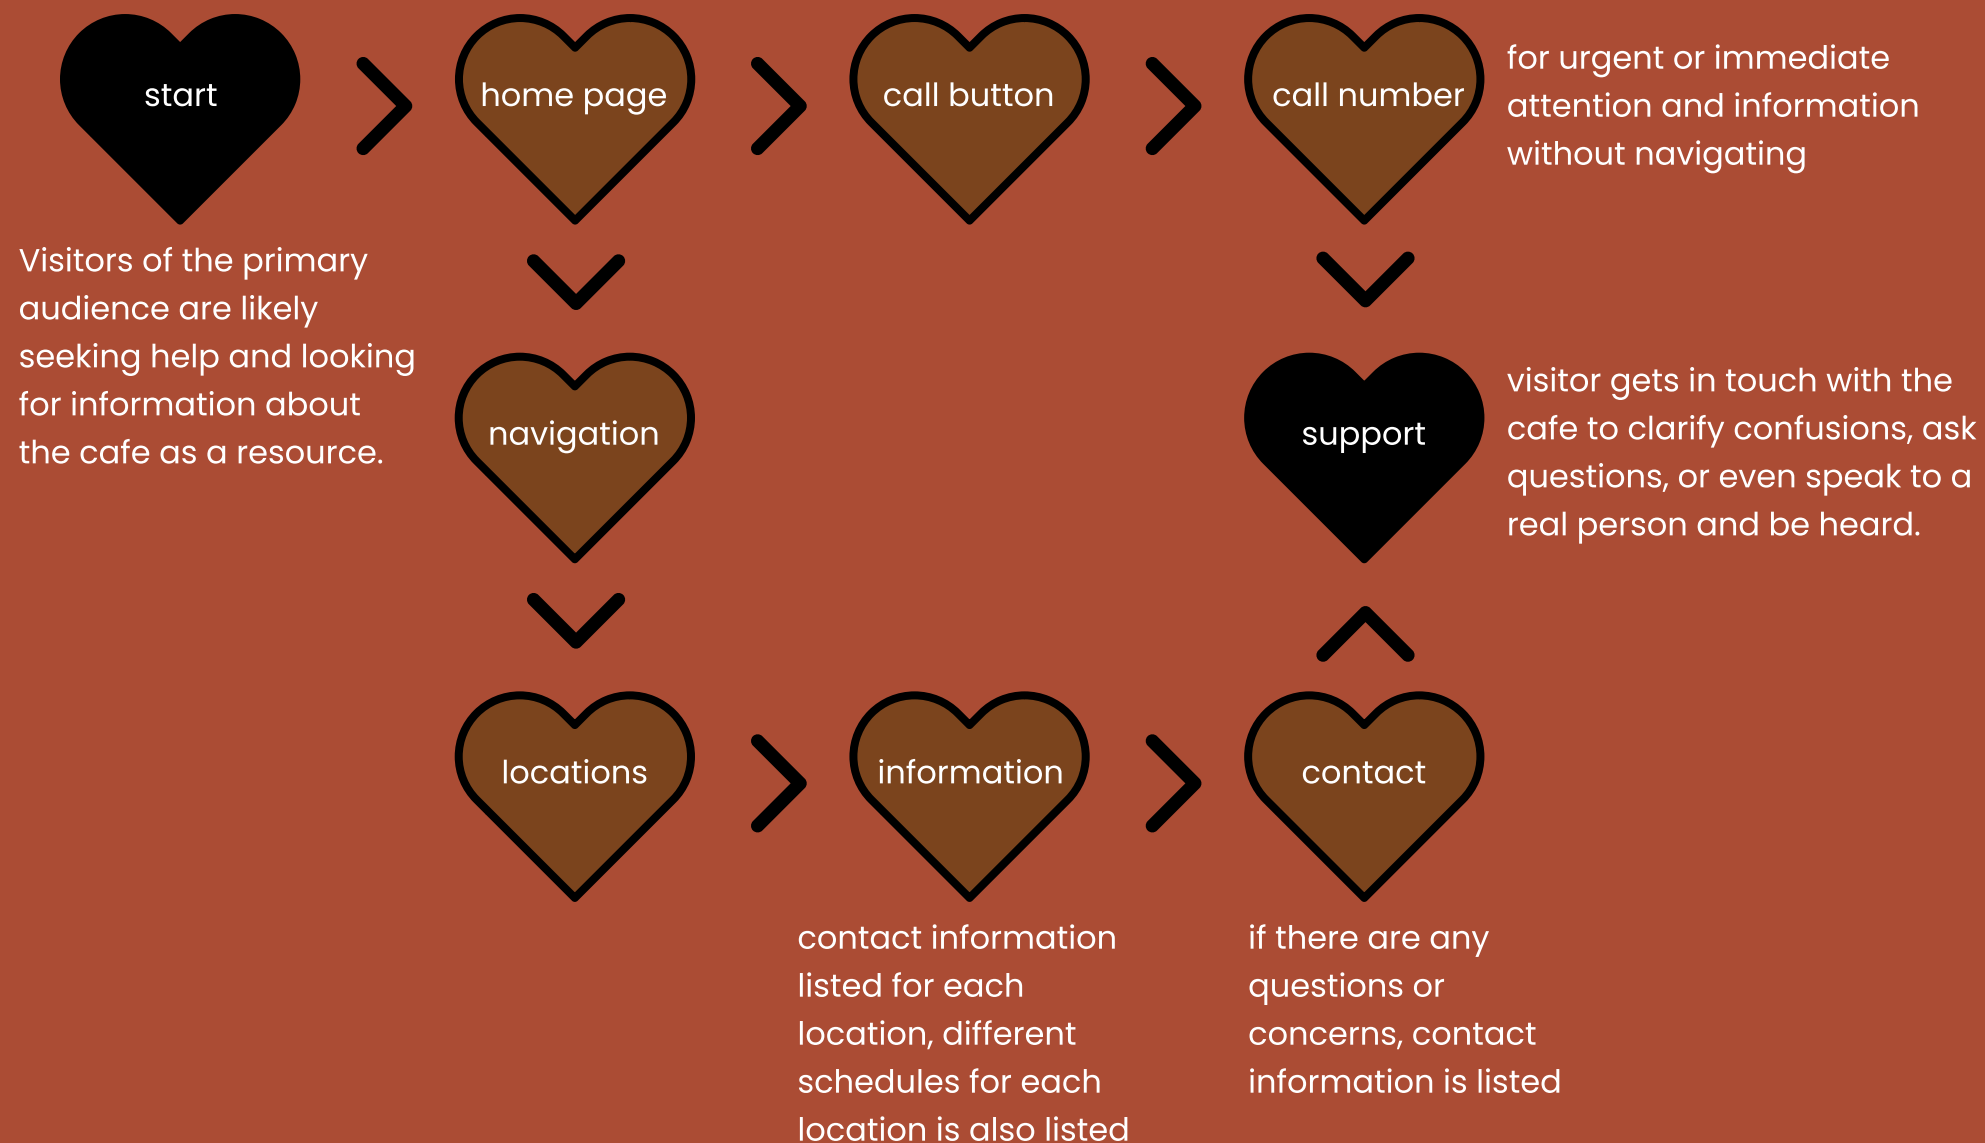 start
home page
call button
call number
for urgent or immediate
attention and information
without navigating
Visitors of the primary
audience are likely
seeking help and looking
for information about
the cafe as a resource.
navigation
support
visitor gets in touch with the
cafe to clarify confusions, ask
questions, or even speak to a
real person and be heard.
locations
information
contact
contact information
listed for each
location, different
schedules for each
location is also listed
if there are any
questions or
concerns, contact
information is listed